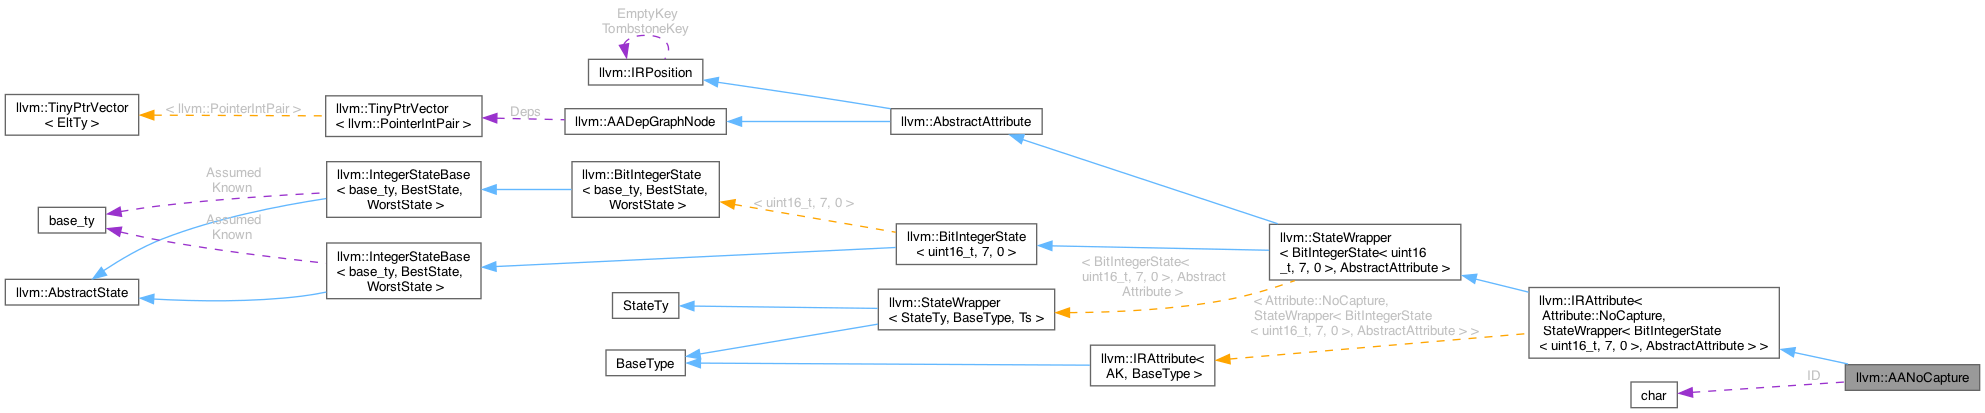 EmptyKey
TombstoneKey
llvm::IRPosition
llvm::TinyPtrVector
< EltTy >
< llvm::PointerIntPair >
llvm::TinyPtrVector
< llvm::PointerIntPair >
Deps
llvm::AADepGraphNode
llvm::AbstractAttribute
Assumed
Known
llvm::IntegerStateBase
< base_ty, BestState,
WorstState >
llvm::BitIntegerState
< base_ty, BestState,
WorstState >
< uint16_t, 7, 0 >
base_ty
Assumed
Known
llvm::IntegerStateBase
< base_ty, BestState,
WorstState >
llvm::BitIntegerState
< uint16_t, 7, 0 >
llvm::StateWrapper
< BitIntegerState< uint16
_t, 7, 0 >, AbstractAttribute >
llvm::AbstractState
< BitIntegerState<
uint16_t, 7, 0 >, Abstract
Attribute >
StateTy
llvm::StateWrapper
< StateTy, BaseType, Ts >
< Attribute::NoCapture,
StateWrapper< BitIntegerState
< uint16_t, 7, 0 >, AbstractAttribute > >
llvm::IRAttribute<
Attribute::NoCapture,
StateWrapper< BitIntegerState
< uint16_t, 7, 0 >, AbstractAttribute > >
BaseType
llvm::IRAttribute<
AK, BaseType >
ID
llvm::AANoCapture
char